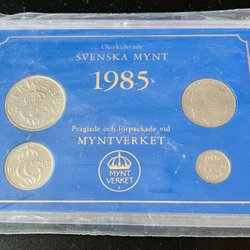 Ocirkulerade
SVENSKA MYNT
1985
Präglade och förpackade vid
MYNTVERKET
MYNT
VERKET